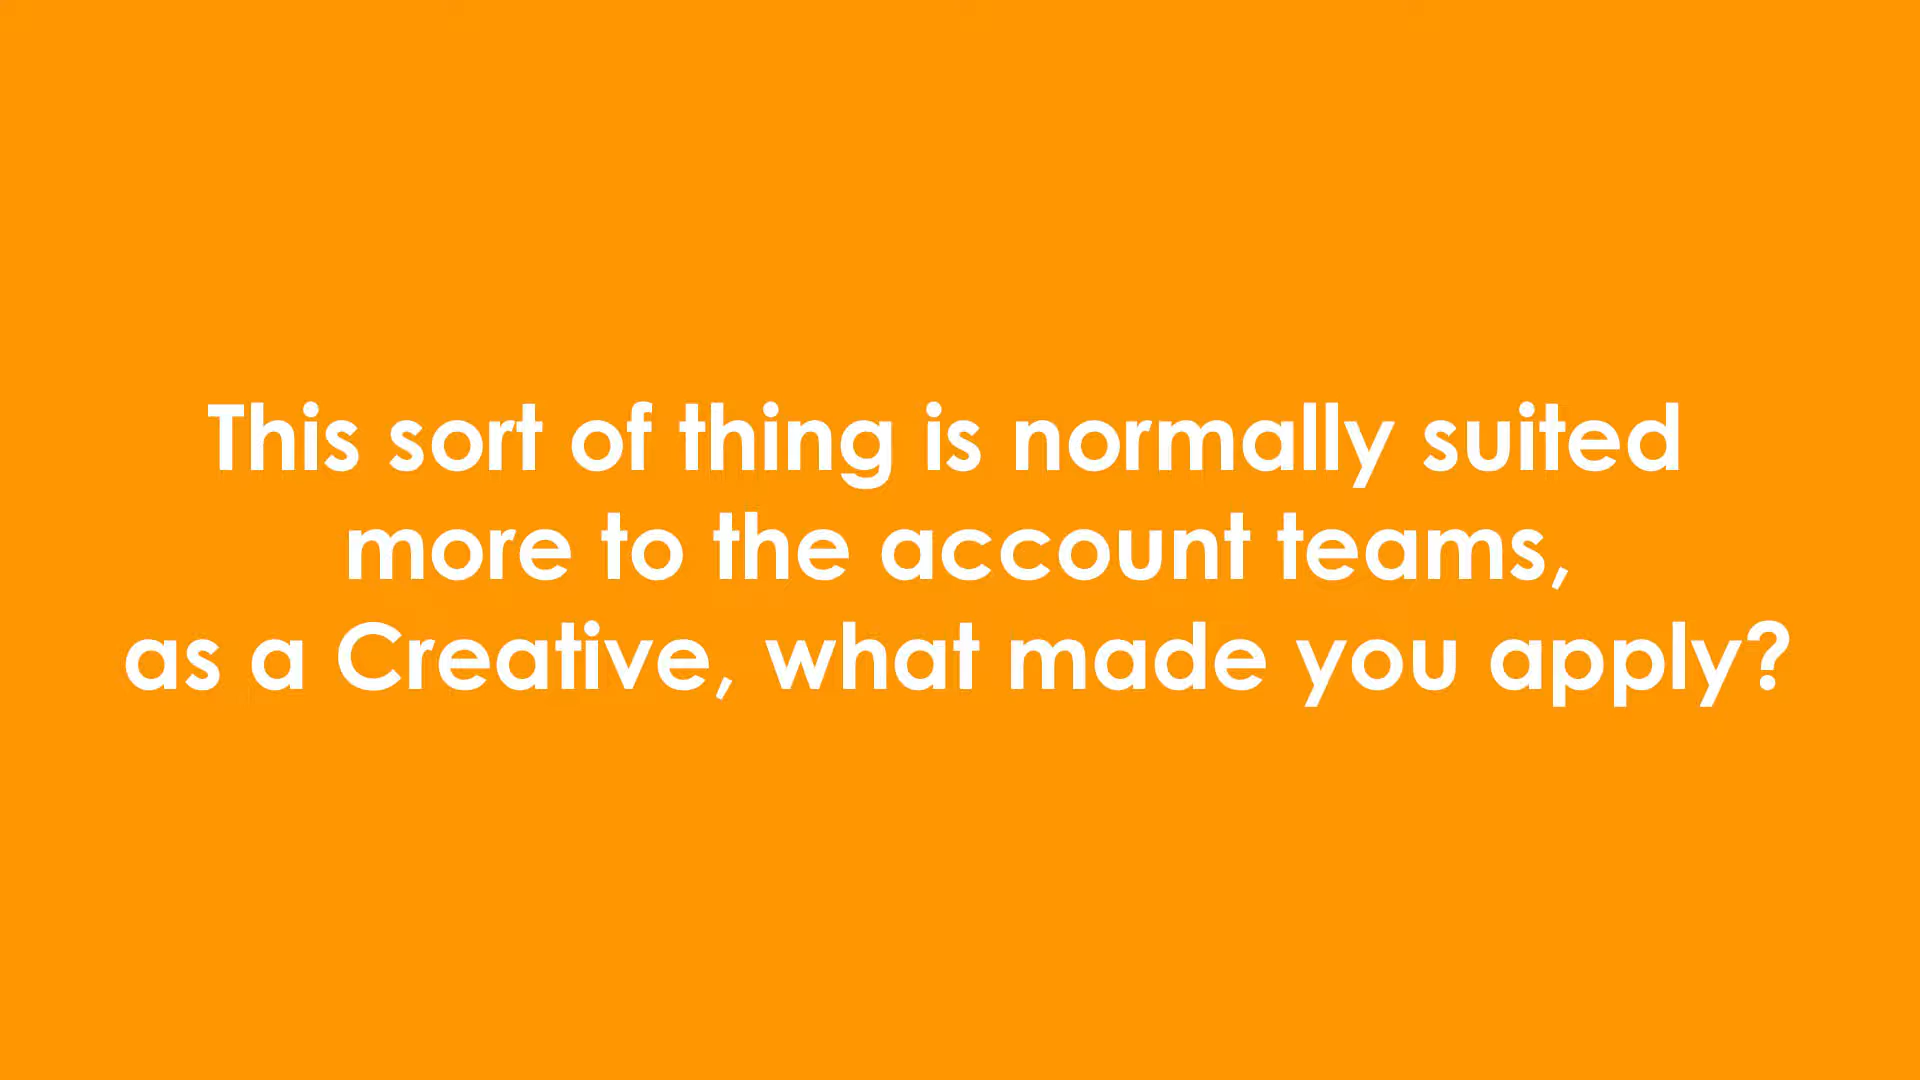 This sort of thing is normally suited
more to the account teams,
as a Creative, what made you apply?